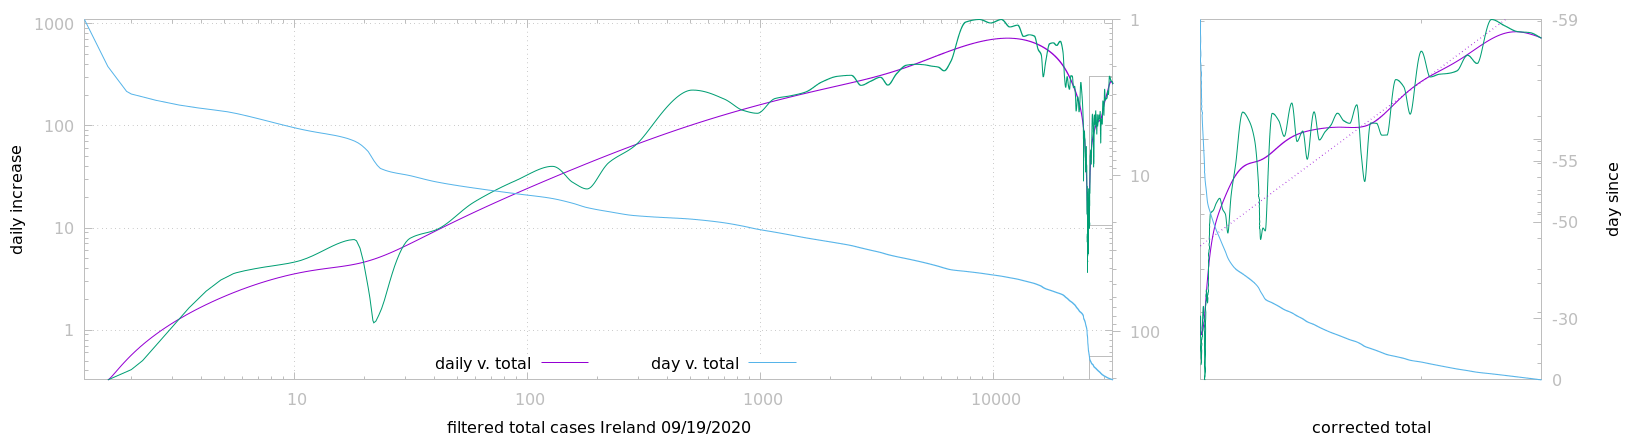 1000
100
10
1
daily increase
1
10
100
daily v. total
day v. total
10
100
1000
10000
filtered total cases Ireland 09/19/2020
-59
-55
-50
-30
0
day since
corrected total